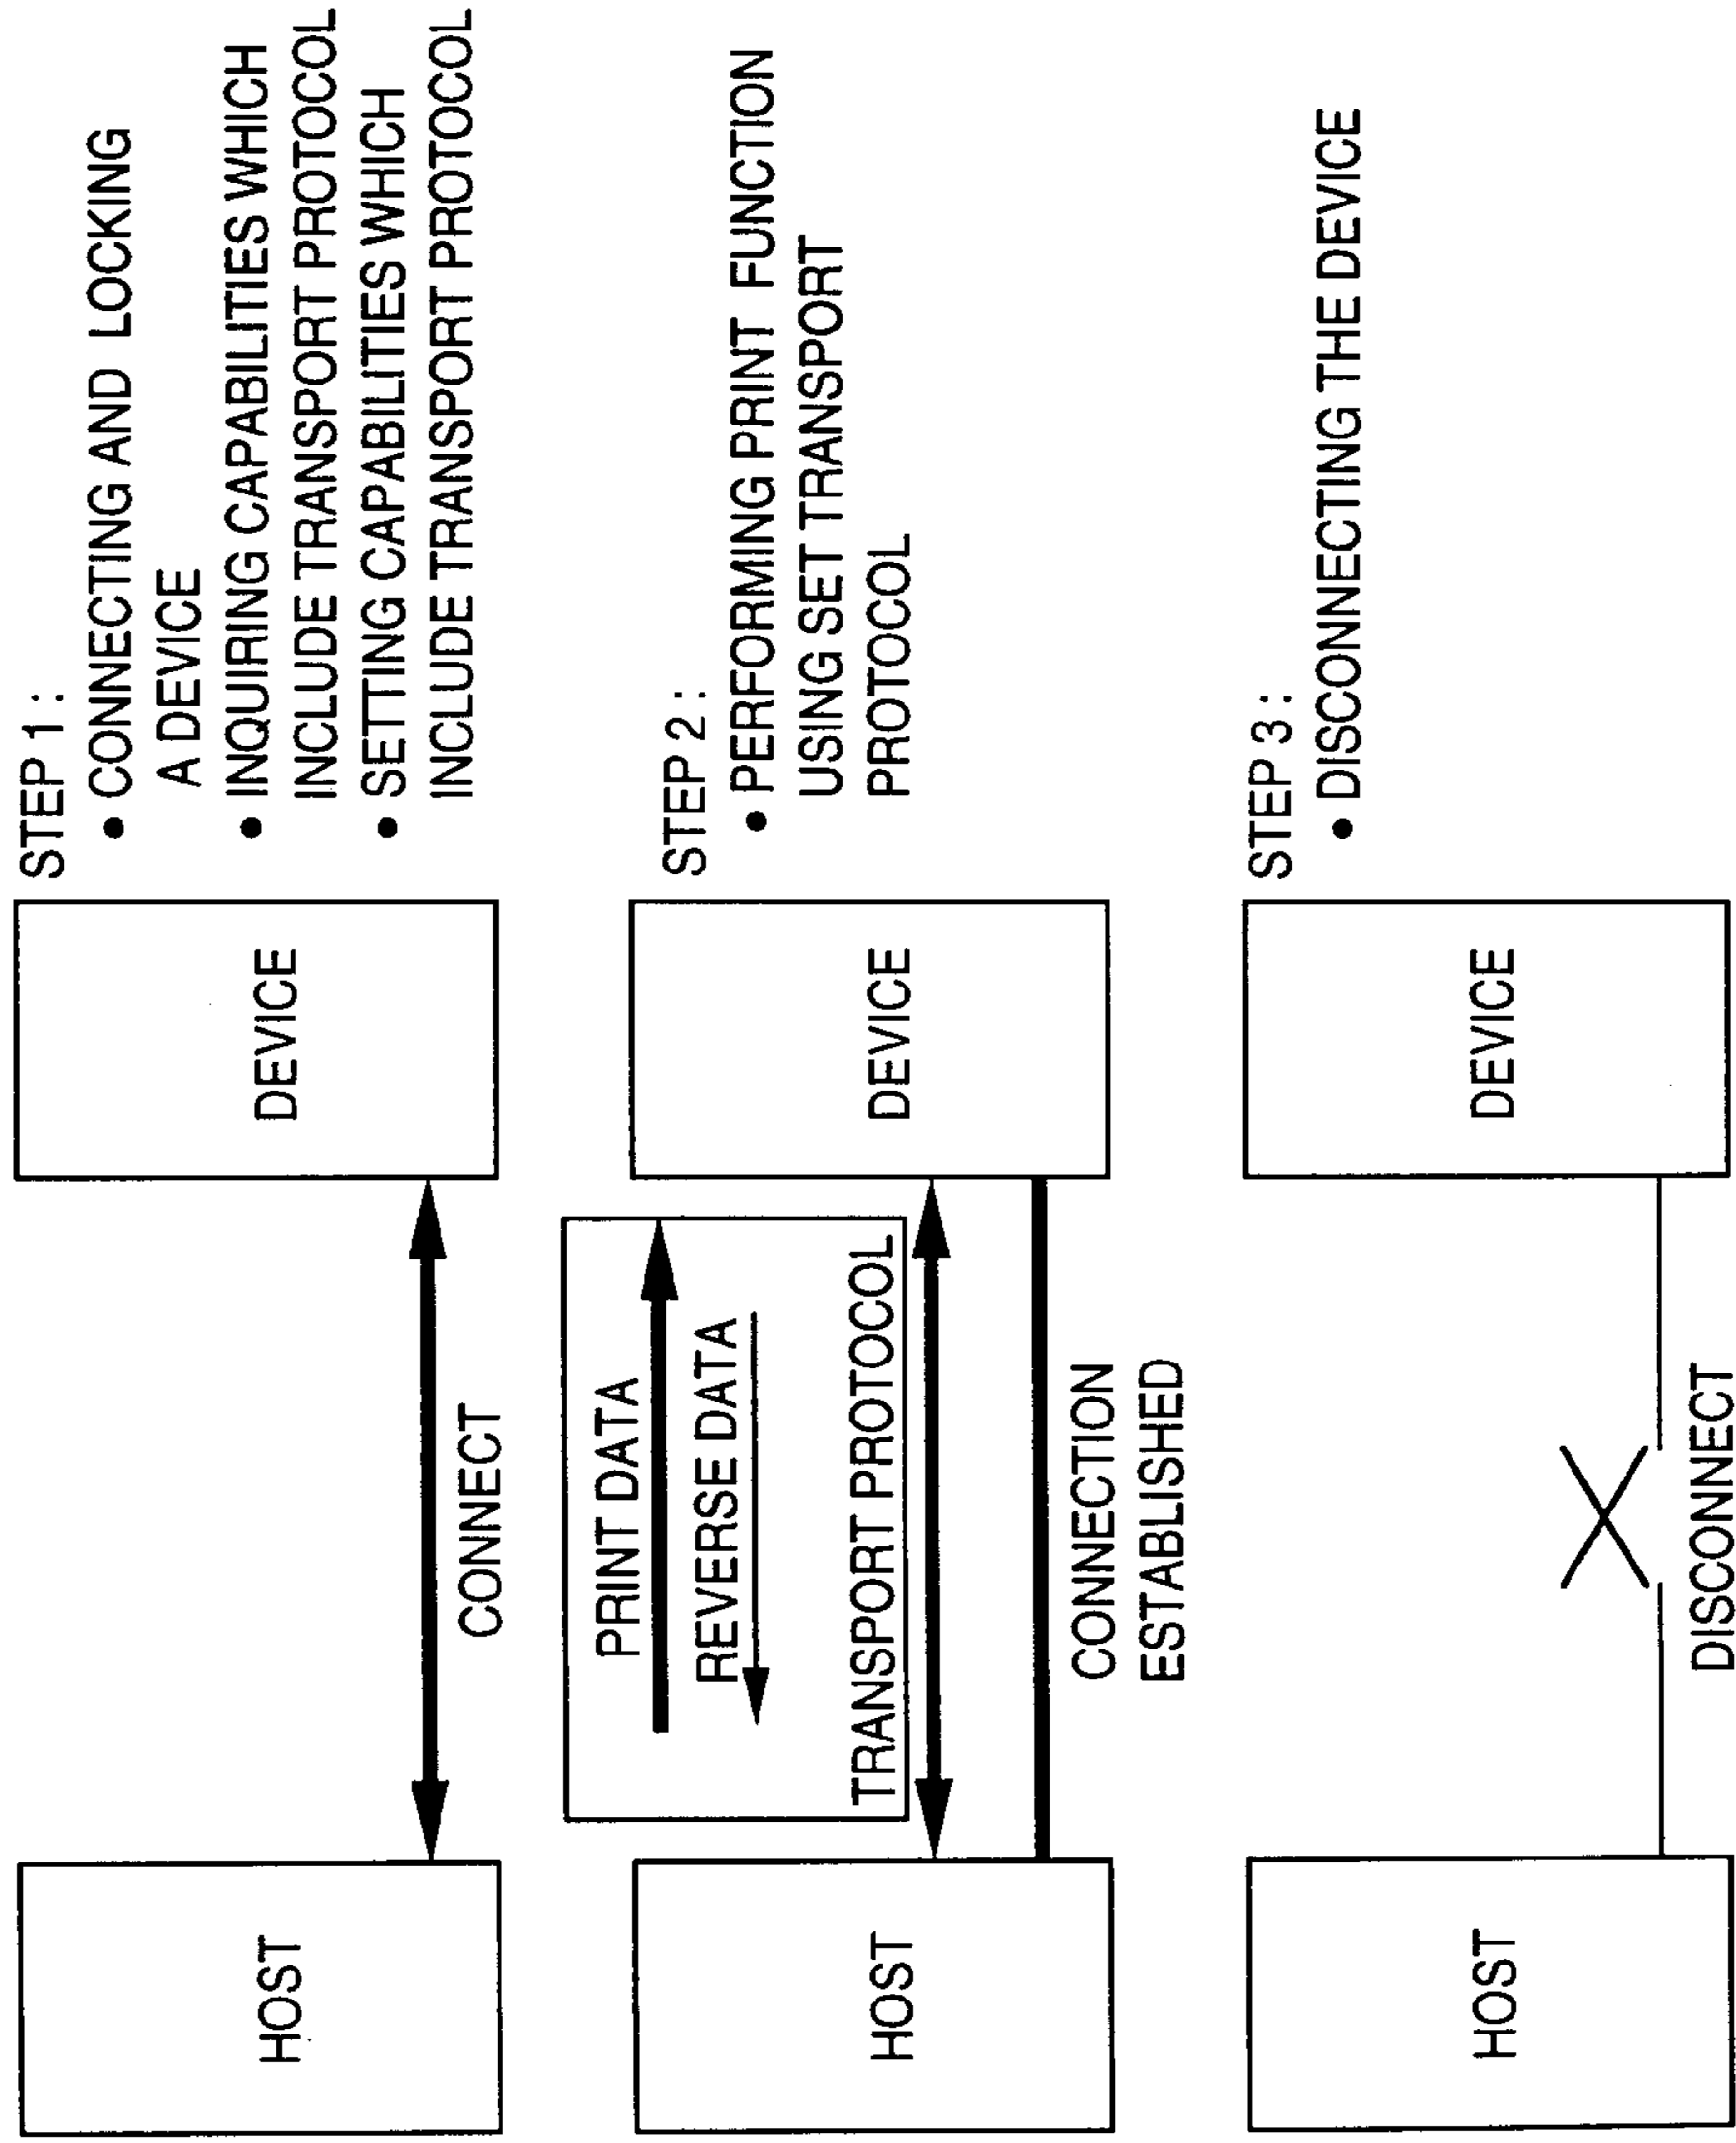 HOST
CONNECT
DEVICE
STEP 1 :
• CONNECTING AND LOCKING
A DEVICE
• INQUIRING CAPABILITIES WHICH
INCLUDE TRANSPORT PROTOCOL
• SETTING CAPABILITIES WHICH
INCLUDE TRANSPORT PROTOCOL
HOST
PRINT DATA
REVERSE DATA
TRANSPORT PROTOCOL
CONNECTION
ESTABLISHED
DEVICE
STEP 2 :
• PERFORMING PRINT FUNCTION
USING SET TRANSPORT
PROTOCOL
HOST
DISCONNECT
DEVICE
STEP 3 :
• DISCONNECTING THE DEVICE